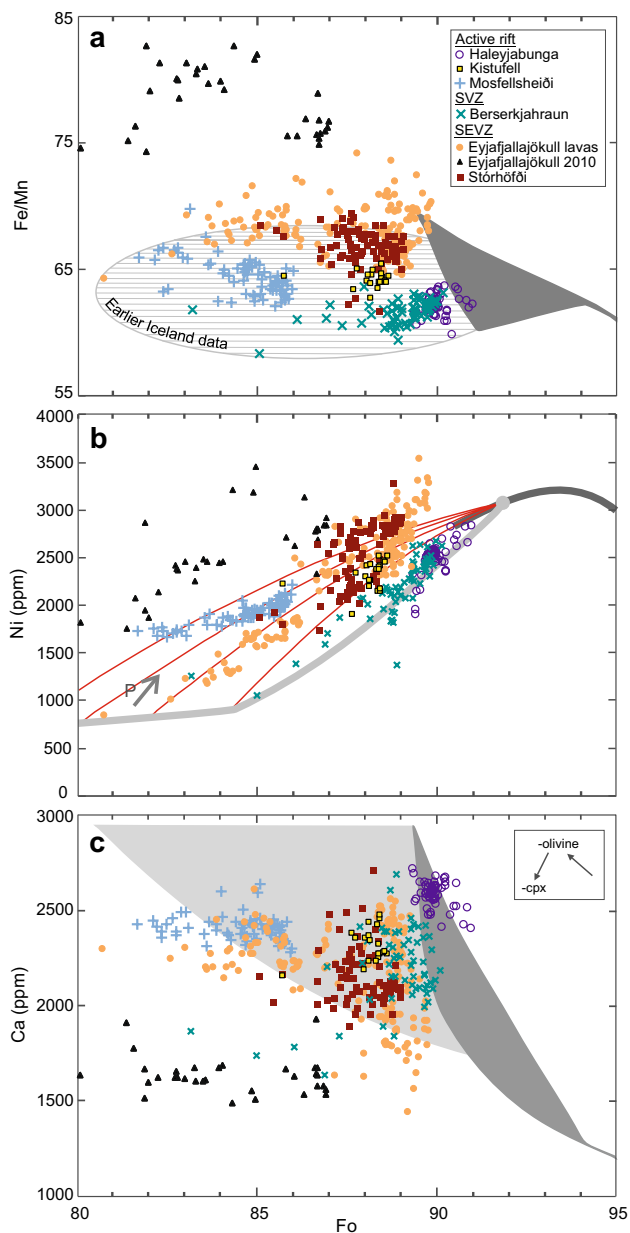 a
85
75
65
55
Fe/Mn
Active rift
Haleyjabunga
Kistufell
Mosfellsheiði
SVZ
Berserkjahraun
SEVZ
Eyjafjallajökull lavas
Eyjafjallajökull 2010
Stórhöfði
Earlier Iceland data
b
4000
3500
3000
2500
2000
1500
1000
500
0
Ni (ppm)
P
c
3000
2500
2000
1500
1000
Ca (ppm)
-olivine
-cpx
80
85
90
95
Fo